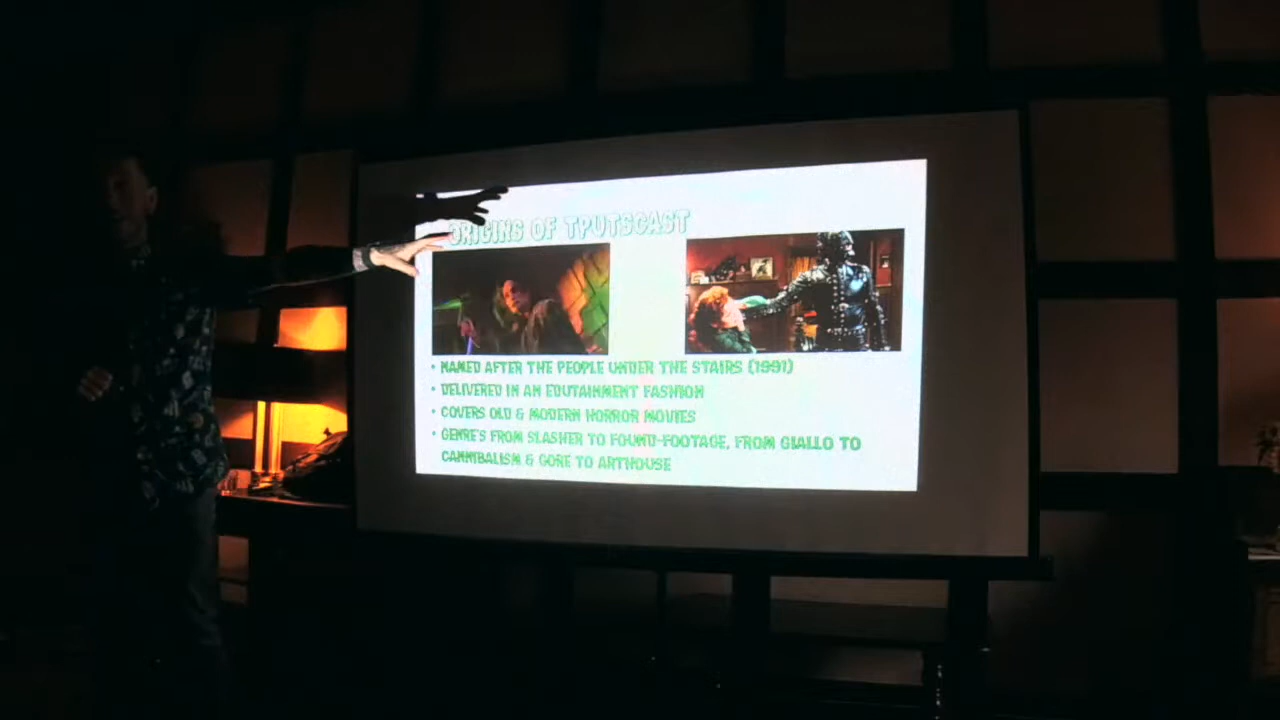 ORIGINS OF TPUTSCAST
• NAMED AFTER THE PEOPLE UNDER THE STAIRS (1991)
• DELIVERED IN AN EDUTAINMENT FASHION
• COVERS OLD & MODERN HORROR MOVIES
• GENRE'S FROM SLASHER TO FOUND-FOOTAGE, FROM GIALLO TO
CANNIBALISM & GORE TO ARTHOUSE